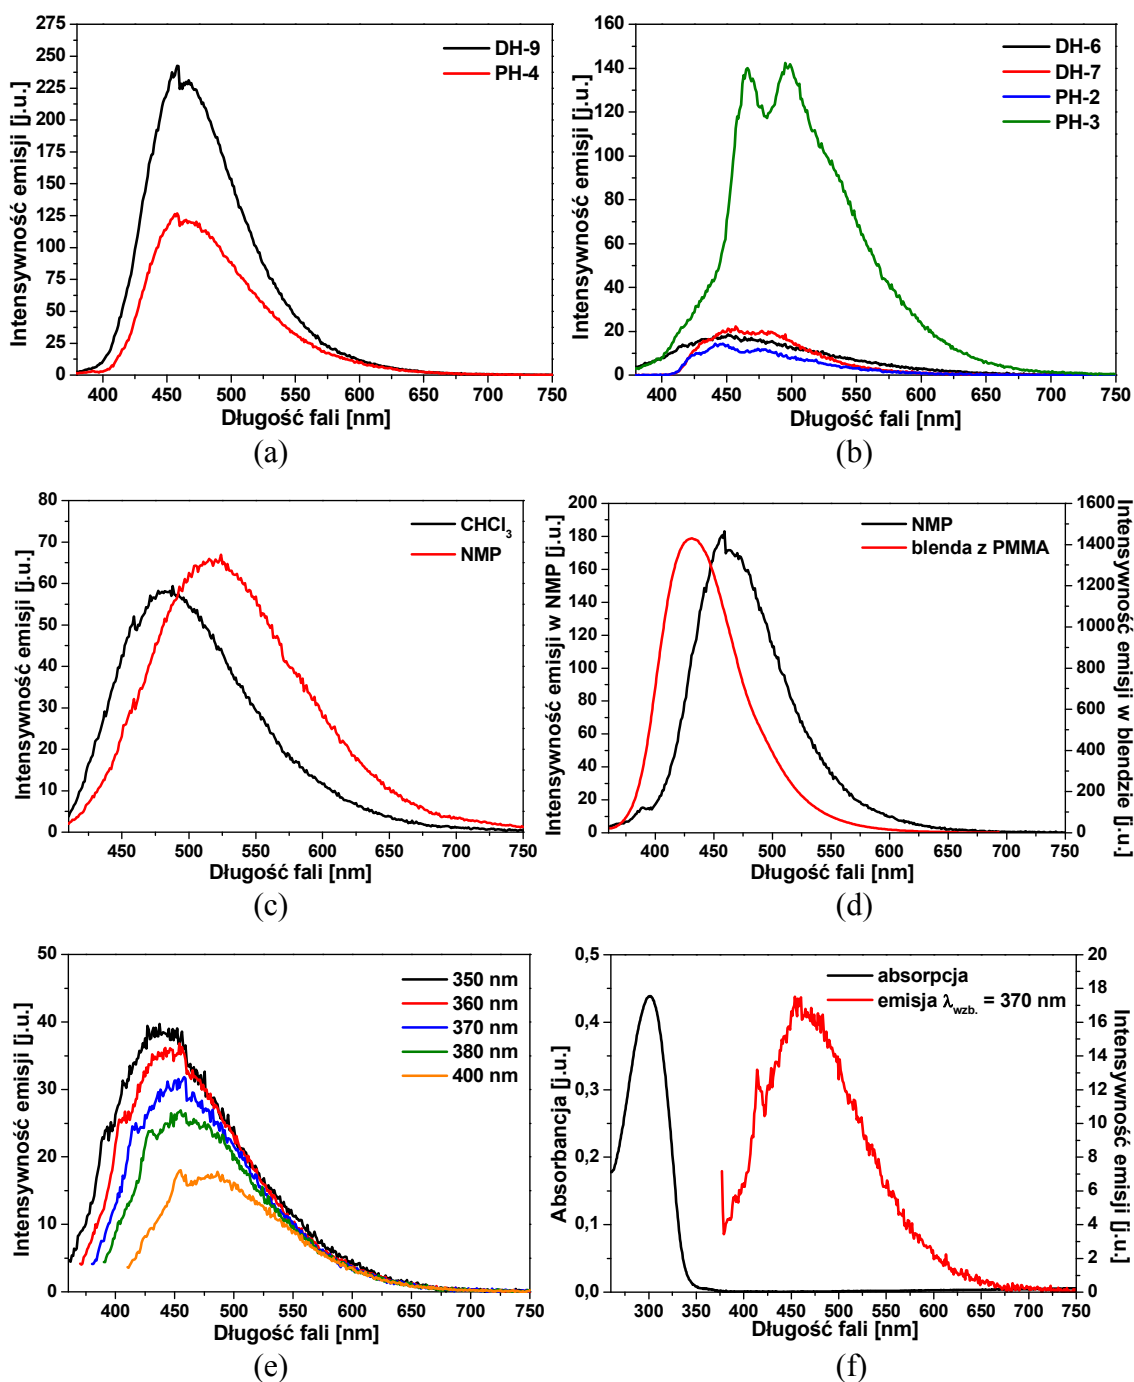 275
250
225
200
175
150
125
100
75
50
25
0
Intensywność emisji [j.u.]
DH-9
PH-4
400 450 500 550 600 650 700 750
Długość fali [nm]
(a)
160
140
120
100
80
60
40
20
0
Intensywność emisji [j.u.]
DH-6
DH-7
PH-2
PH-3
400 450 500 550 600 650 700 750
Długość fali [nm]
(b)
80
70
60
50
40
30
20
10
0
Intensywność emisji [j.u.]
CHCl₃
NMP
450 500 550 600 650 700 750
Długość fali [nm]
(c)
200
180
160
140
120
100
80
60
40
20
0
Intensywność emisji w NMP [j.u.]
NMP
blenda z PMMA
1600
1400
1200
1000
800
600
400
200
0
Intensywność emisji w blendzie [j.u.]
400 450 500 550 600 650 700 750
Długość fali [nm]
(d)
50
40
30
20
10
0
Intensywność emisji [j.u.]
350 nm
360 nm
370 nm
380 nm
400 nm
400 450 500 550 600 650 700 750
Długość fali [nm]
(e)
0,5
0,4
0,3
0,2
0,1
0,0
Absorbancja [j.u.]
absorpcja
emisja λwzb. = 370 nm
20
18
16
14
12
10
8
6
4
2
0
Intensywność emisji [j.u.]
300 350 400 450 500 550 600 650 700 750
Długość fali [nm]
(f)